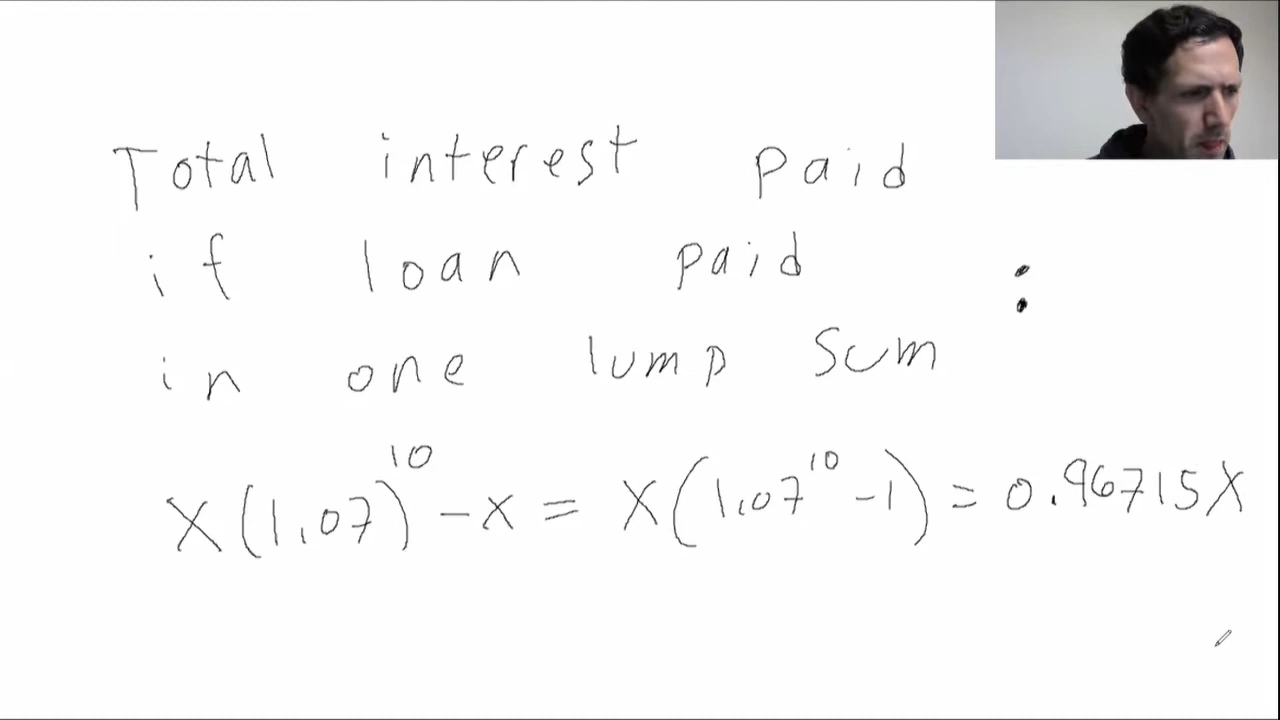 Total interest paid
if loan paid :
in one lump sum
X(1.07)^10 - X = X(1.07^10 - 1) = 0.96715X